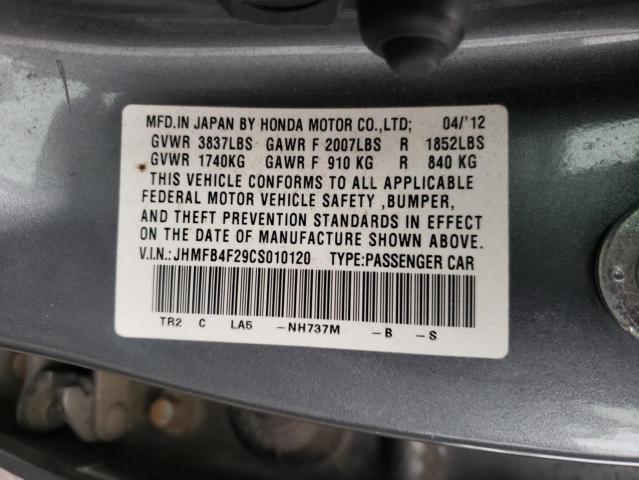 MFD.IN JAPAN BY HONDA MOTOR CO.,LTD; 04/'12
GVWR 3837LBS GAWR F 2007LBS R 1852LBS
GVWR 1740KG GAWR F 910 KG R 840 KG
THIS VEHICLE CONFORMS TO ALL APPLICABLE
FEDERAL MOTOR VEHICLE SAFETY ,BUMPER,
AND THEFT PREVENTION STANDARDS IN EFFECT
ON THE DATE OF MANUFACTURE SHOWN ABOVE.
V.I.N.:JHMFB4F29CS010120 TYPE:PASSENGER CAR
TR2 C LA5 -NH737M -B -S